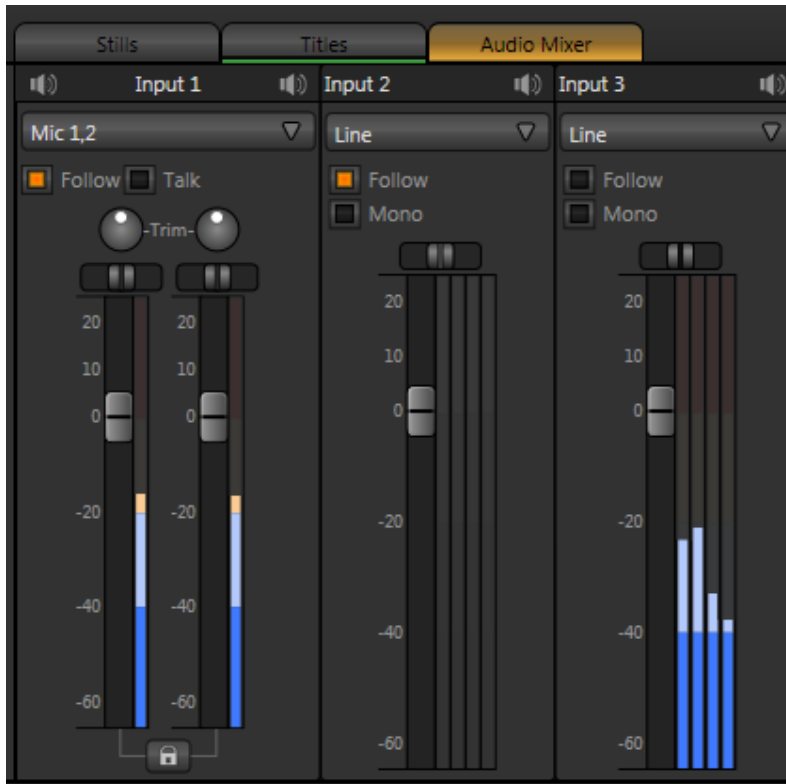 Stills Titles Audio Mixer
Input 1 Input 2 Input 3
Mic 1,2 Line Line
Follow Talk Follow Follow
Mono Mono
-Trim-
20 20 20 20
10 10 10 10
0 0 0 0
-20 -20 -20 -20
-40 -40 -40 -40
-60 -60 -60 -60